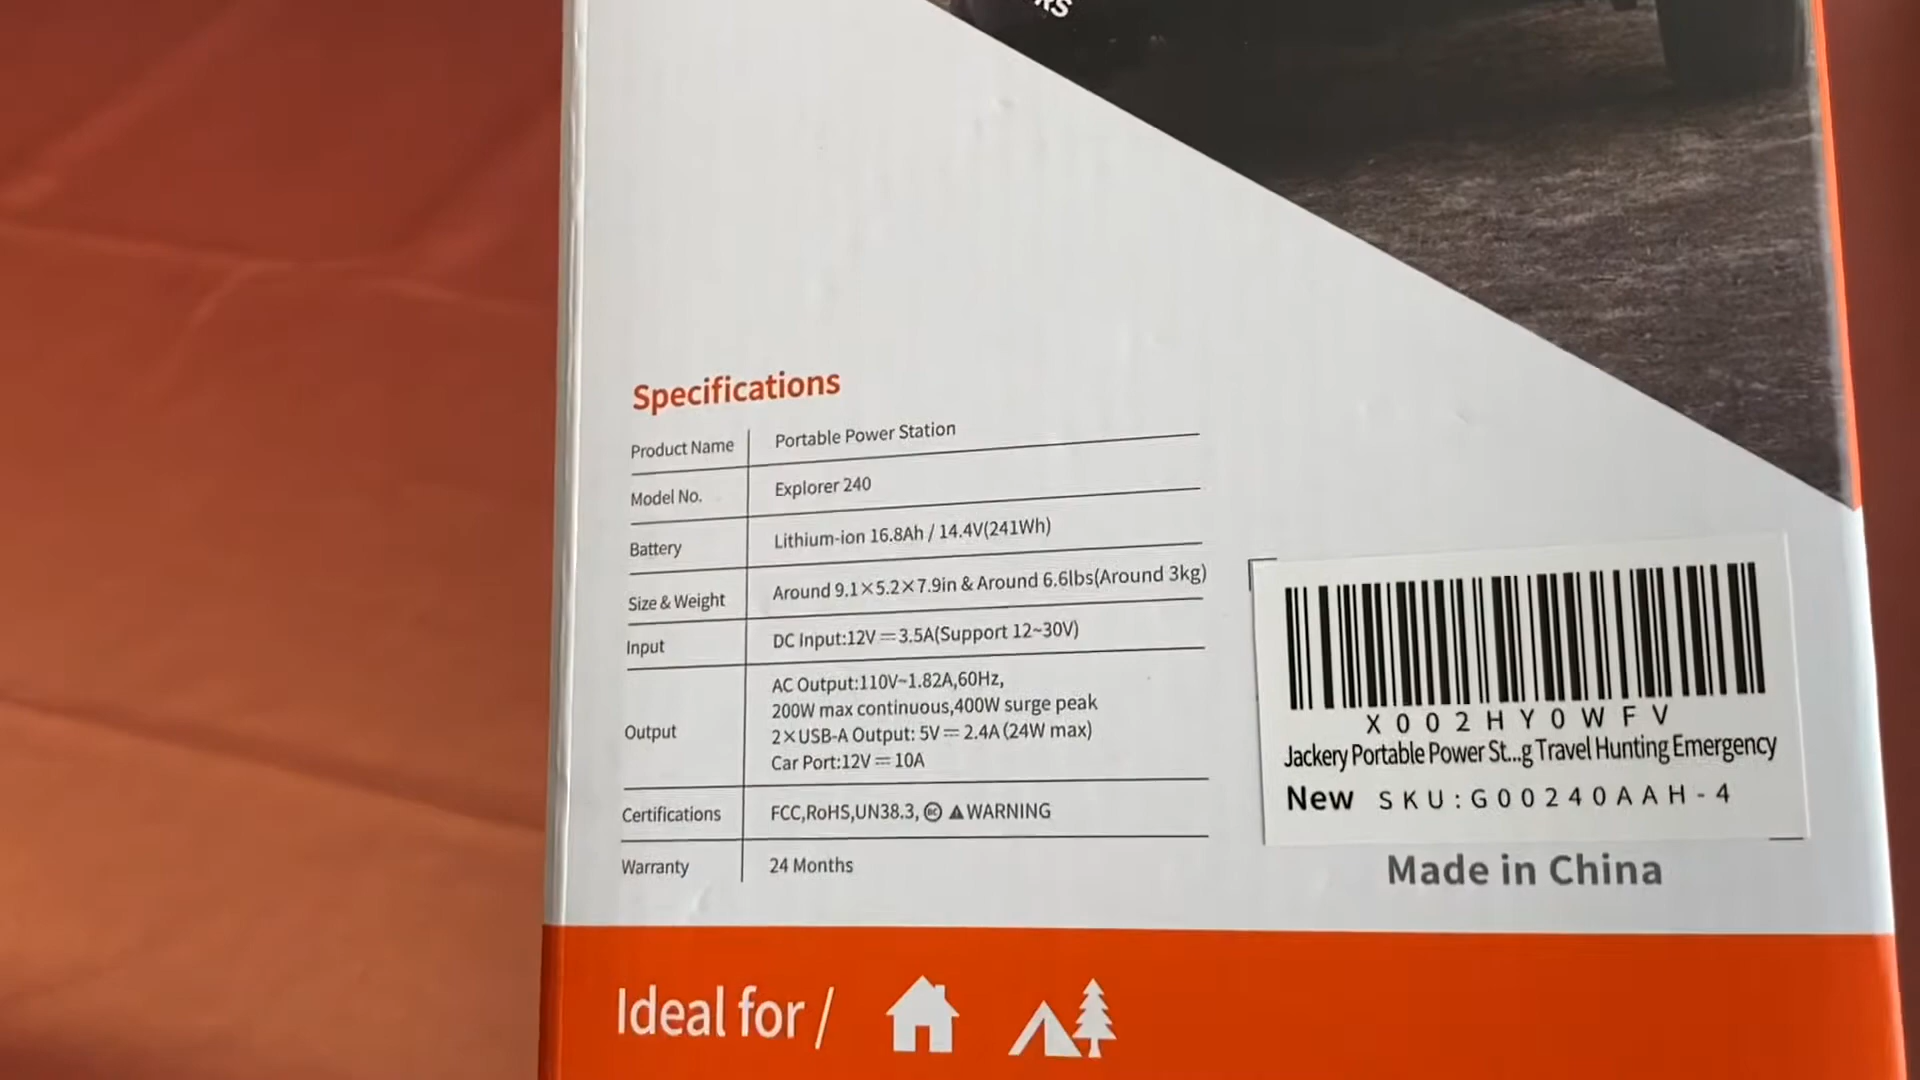 Specifications
Product Name Portable Power Station
Model No. Explorer 240
Battery Lithium-ion 16.8Ah / 14.4V(241Wh)
Size & Weight Around 9.1×5.2×7.9in & Around 6.6lbs(Around 3kg)
Input DC Input:12V⎓3.5A(Support 12~30V)
Output AC Output:110V~1.82A,60Hz,
200W max continuous,400W surge peak
2×USB-A Output: 5V⎓2.4A (24W max)
Car Port:12V⎓10A
Certifications FCC,RoHS,UN38.3, BC ⚠WARNING
Warranty 24 Months
X002HY0WFV
Jackery Portable Power St...g Travel Hunting Emergency
New SKU:G00240AAH-4
Made in China
Ideal for /